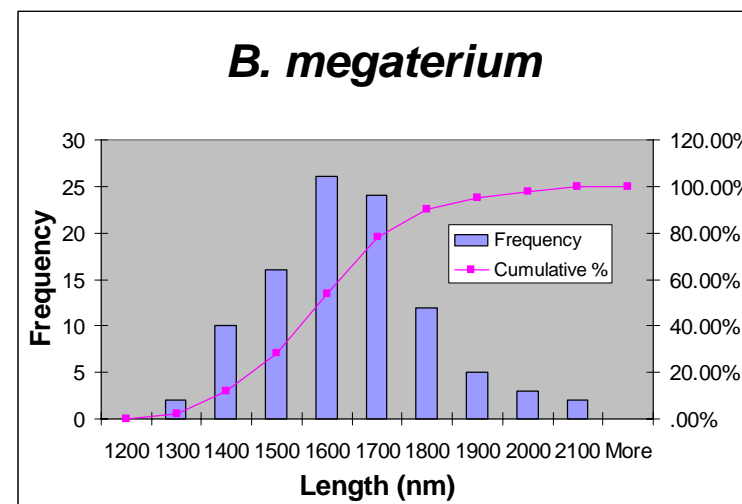 B. megaterium
30 120.00%
25 100.00%
20 80.00%
15 60.00%
10 40.00%
5 20.00%
0 .00%
Frequency
Frequency
Cumulative %
1200 1300 1400 1500 1600 1700 1800 1900 2000 2100 More
Length (nm)